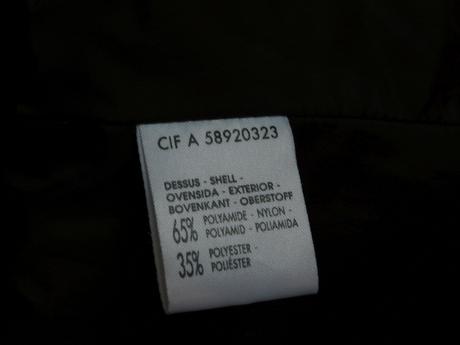 CIF A 58920323
DESSUS - SHELL -
OVENSIDA - EXTERIOR -
BOVENKANT - OBERSTOFF
65% POLYAMIDE - NYLON -
POLYAMID - POLIAMIDA
35% POLYESTER -
POLIÉSTER